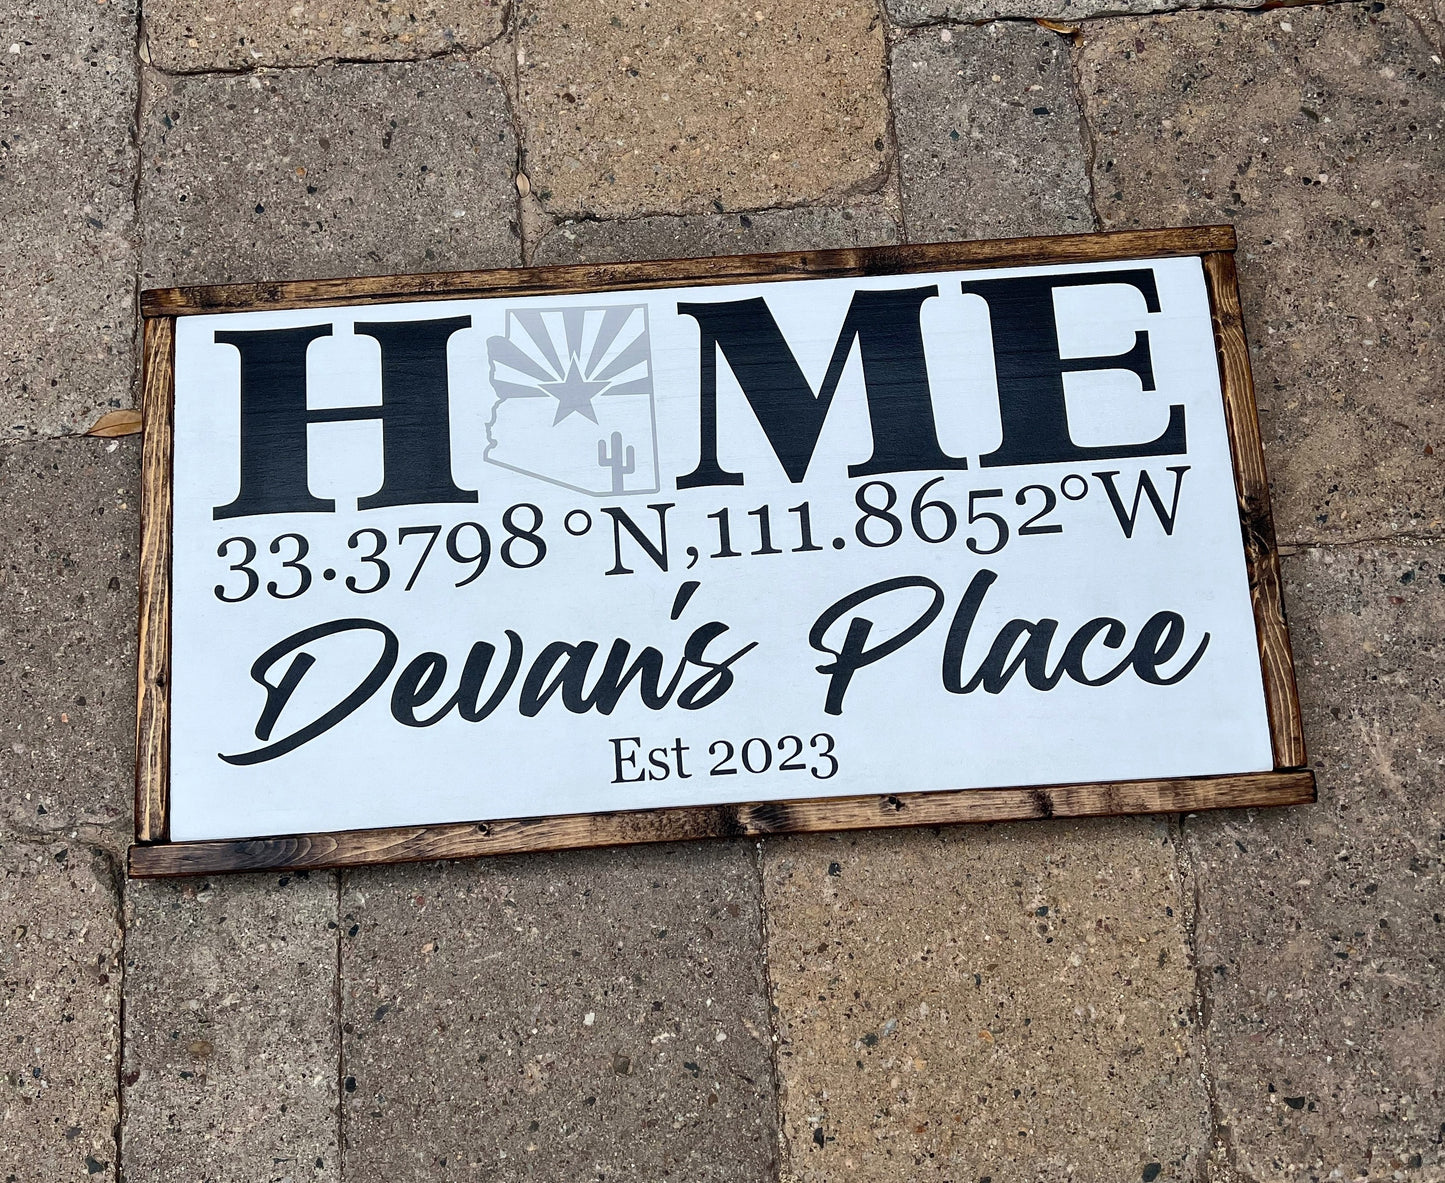 HOME
33.3798°N, 111.8652°W
Devan's Place
Est 2023